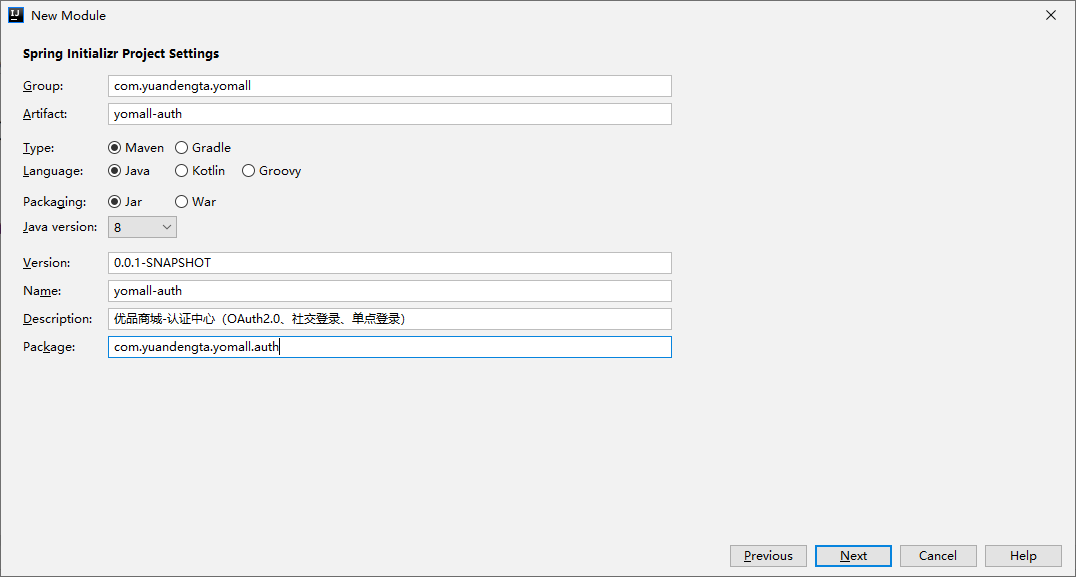 IJ New Module
Spring Initializr Project Settings
Group: com.yuandengta.yomall
Artifact: yomall-auth
Type: Maven Gradle
Language: Java Kotlin Groovy
Packaging: Jar War
Java version: 8
Version: 0.0.1-SNAPSHOT
Name: yomall-auth
Description: 优品商城-认证中心（OAuth2.0、社交登录、单点登录）
Package: com.yuandengta.yomall.auth
Previous Next Cancel Help